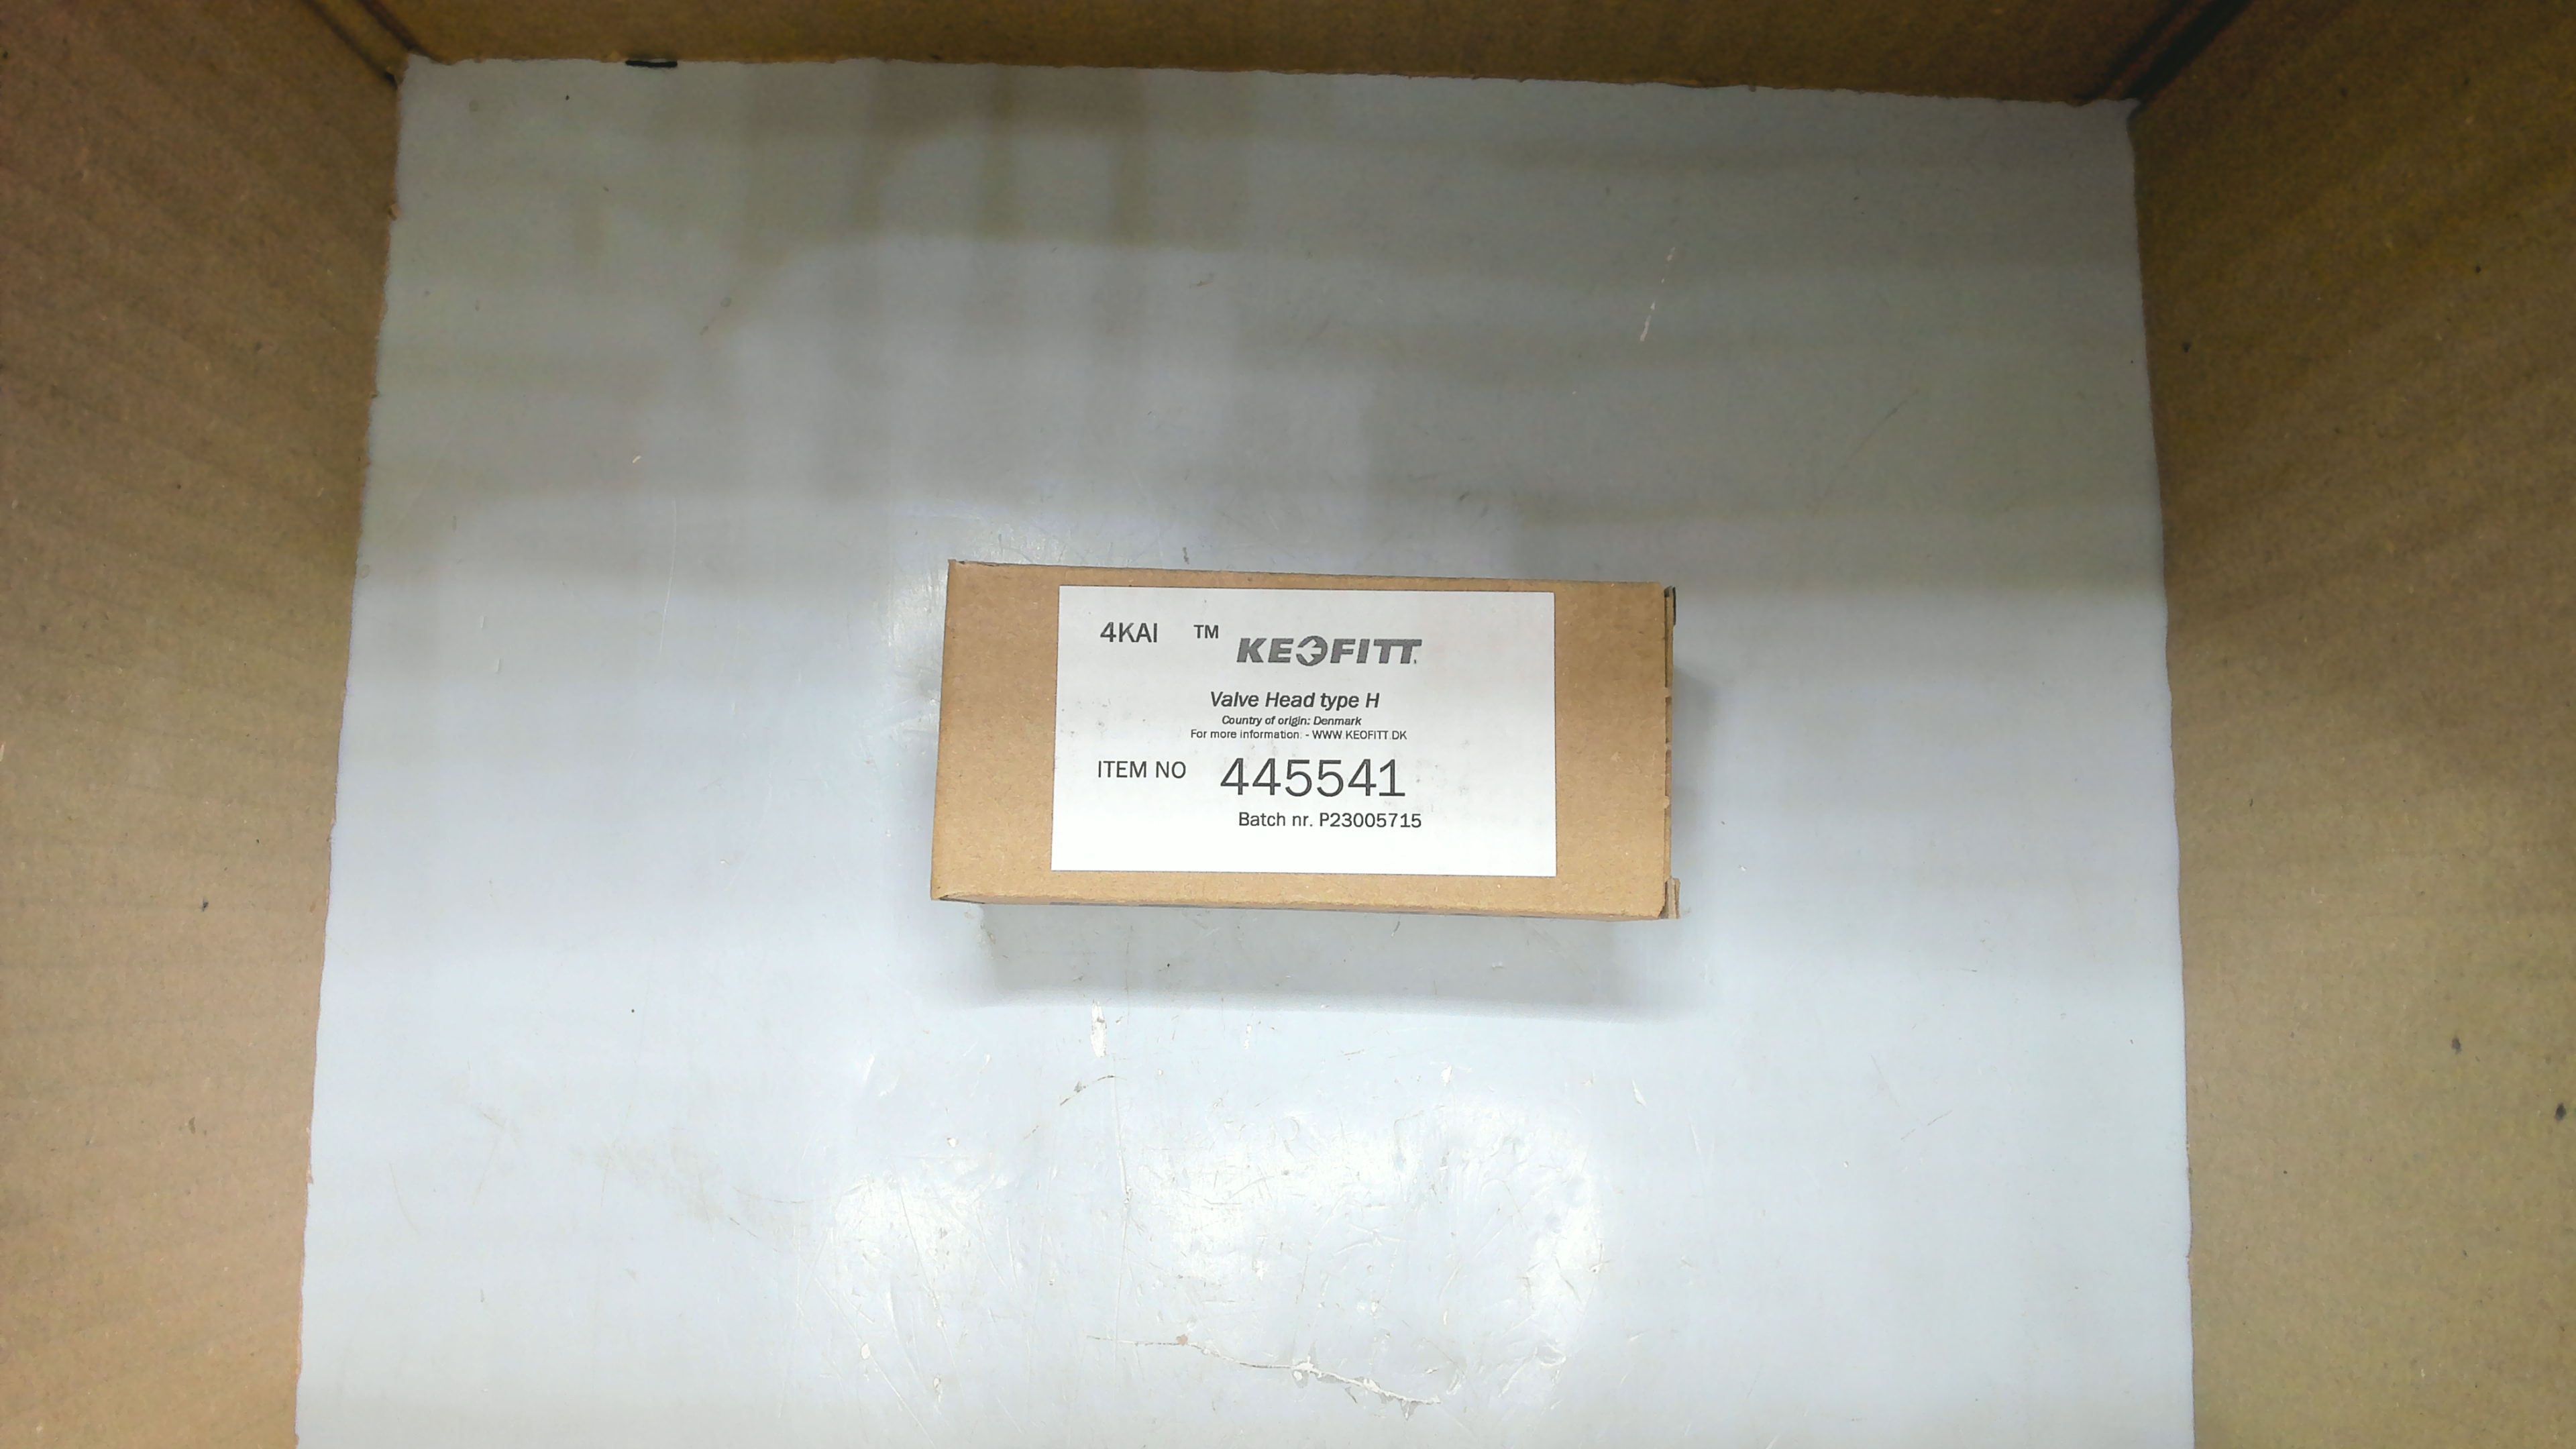 4KAI ™ KEOFITT
Valve Head type H
Country of origin: Denmark
For more information: - WWW KEOFITT DK
ITEM NO 445541
Batch nr. P23005715